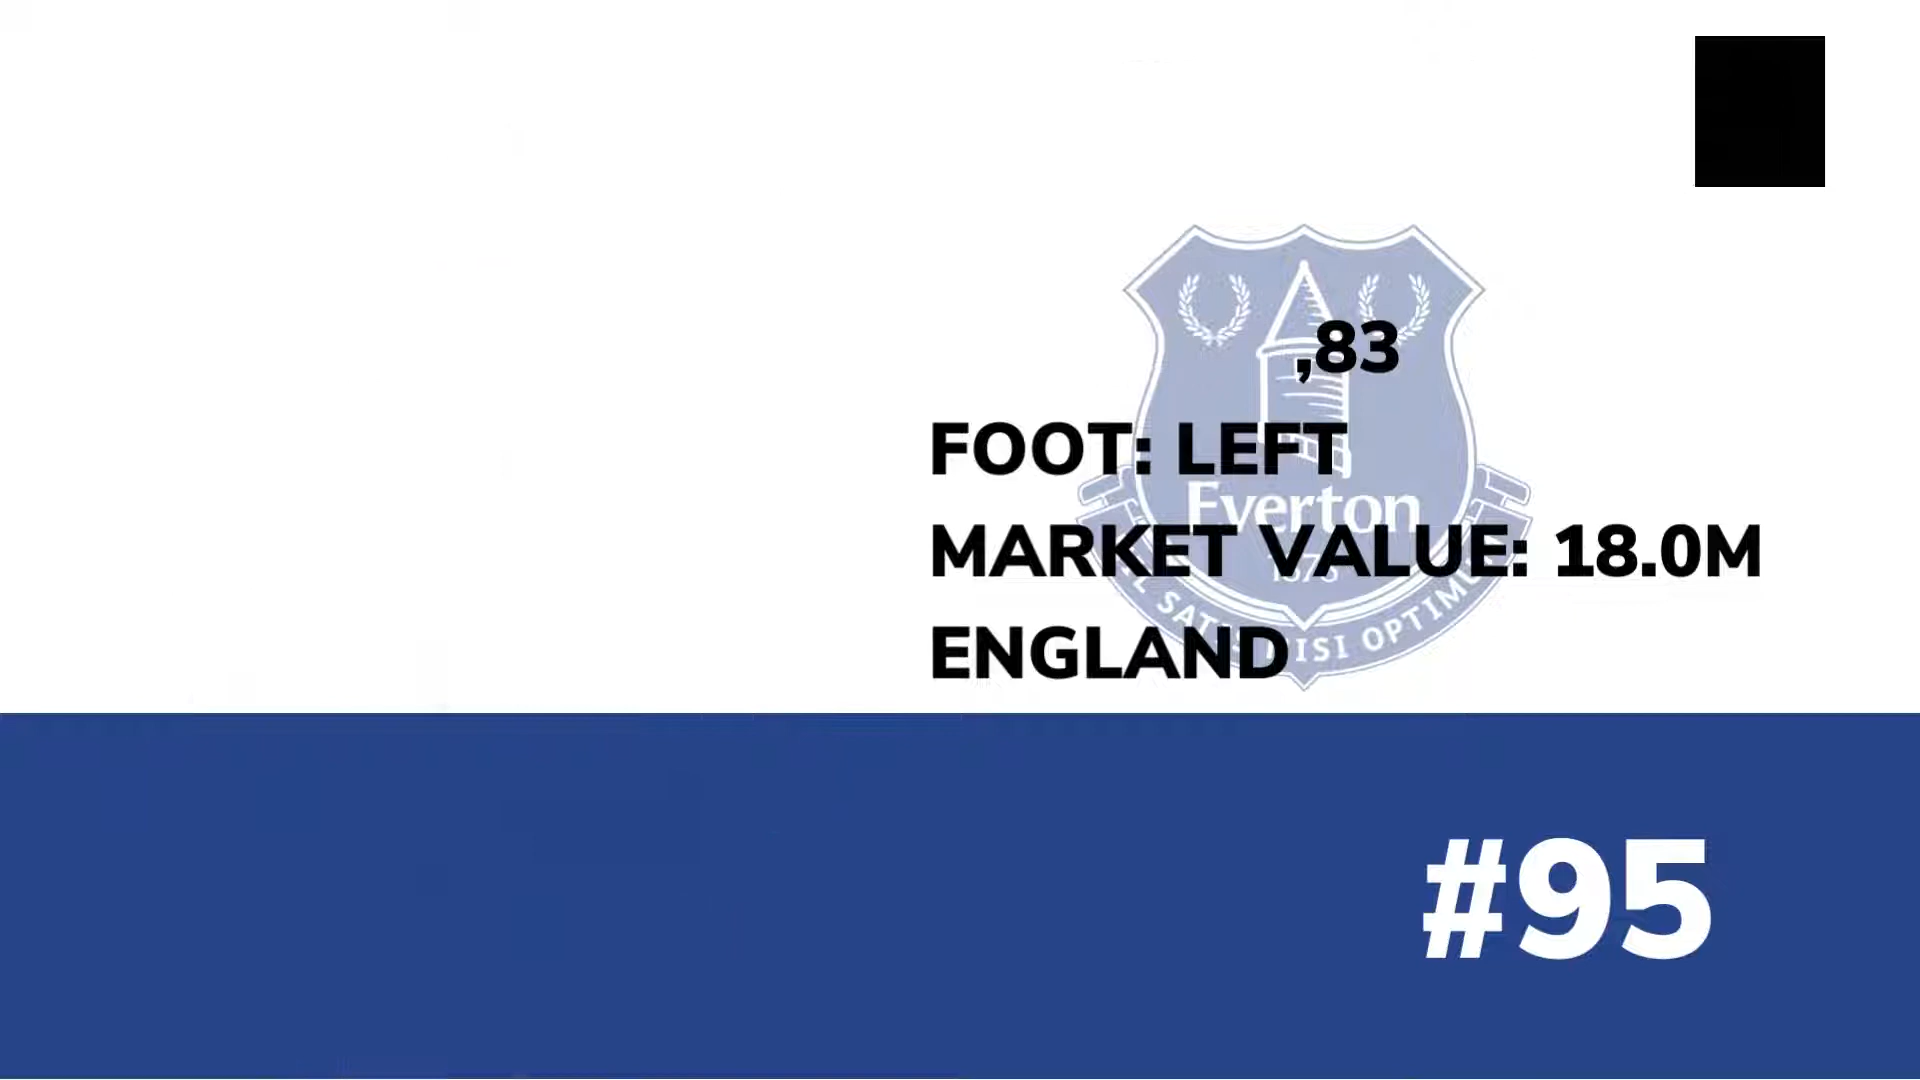 ,83
FOOT: LEFT
Everton
MARKET VALUE: 18.0M
ENGLAND
#95